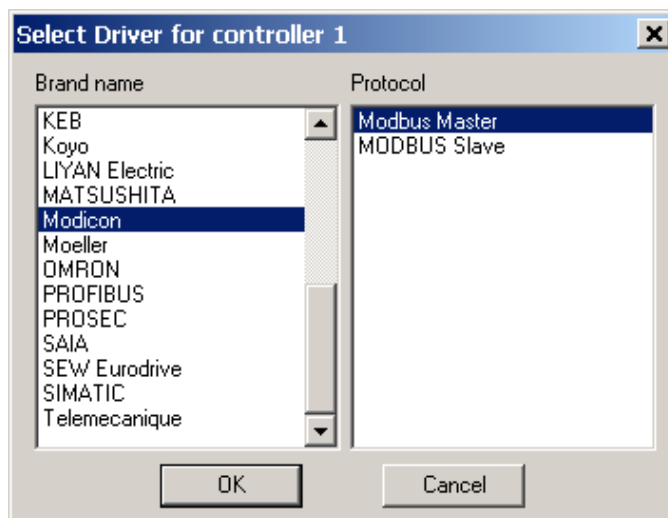 Select Driver for controller 1
Brand name
Protocol
KEB
Koyo
LIYAN Electric
MATSUSHITA
Modicon
Moeller
OMRON
PROFIBUS
PROSEC
SAIA
SEW Eurodrive
SIMATIC
Telemecanique
Modbus Master
MODBUS Slave
OK
Cancel